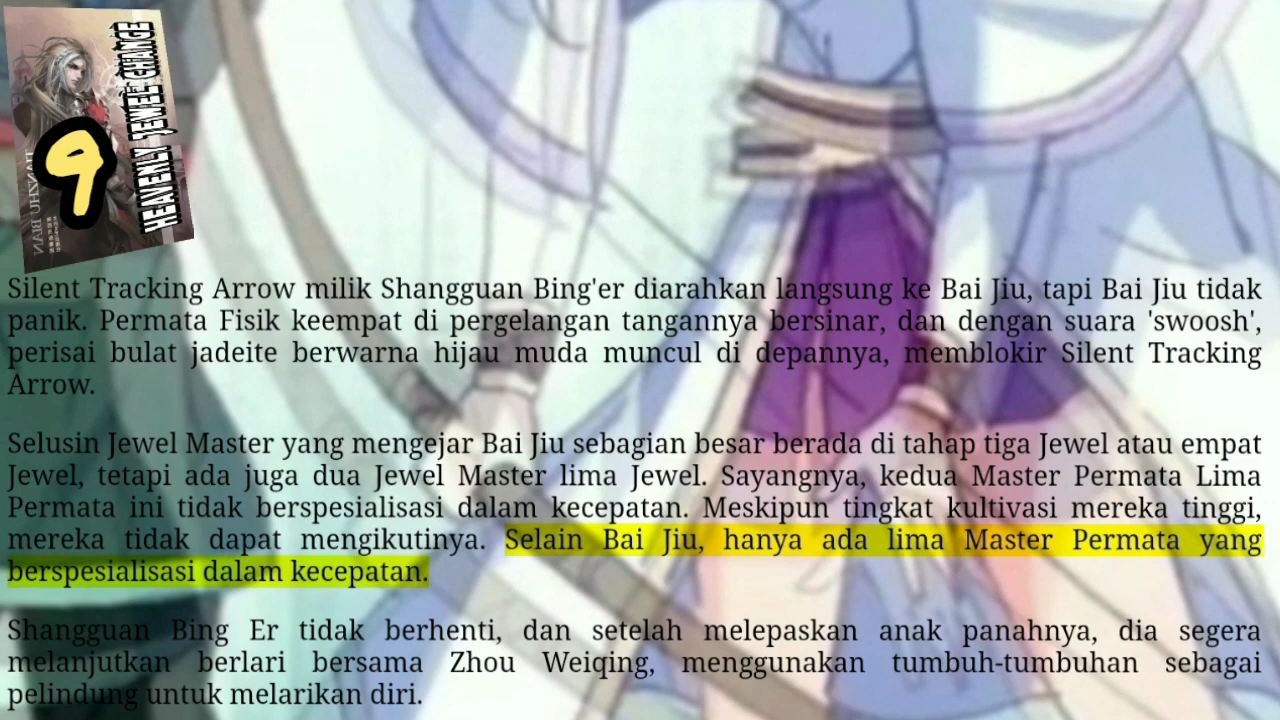 HEAVENLY JEWEL CHANGE
9
Silent Tracking Arrow milik Shangguan Bing'er diarahkan langsung ke Bai Jiu, tapi Bai Jiu tidak
panik. Permata Fisik keempat di pergelangan tangannya bersinar, dan dengan suara 'swoosh',
perisai bulat jadeite berwarna hijau muda muncul di depannya, memblokir Silent Tracking
Arrow.
Selusin Jewel Master yang mengejar Bai Jiu sebagian besar berada di tahap tiga Jewel atau empat
Jewel, tetapi ada juga dua Jewel Master lima Jewel. Sayangnya, kedua Master Permata Lima
Permata ini tidak berspesialisasi dalam kecepatan. Meskipun tingkat kultivasi mereka tinggi,
mereka tidak dapat mengikutinya. Selain Bai Jiu, hanya ada lima Master Permata yang
berspesialisasi dalam kecepatan.
Shangguan Bing Er tidak berhenti, dan setelah melepaskan anak panahnya, dia segera
melanjutkan berlari bersama Zhou Weiqing, menggunakan tumbuh-tumbuhan sebagai
pelindung untuk melarikan diri.